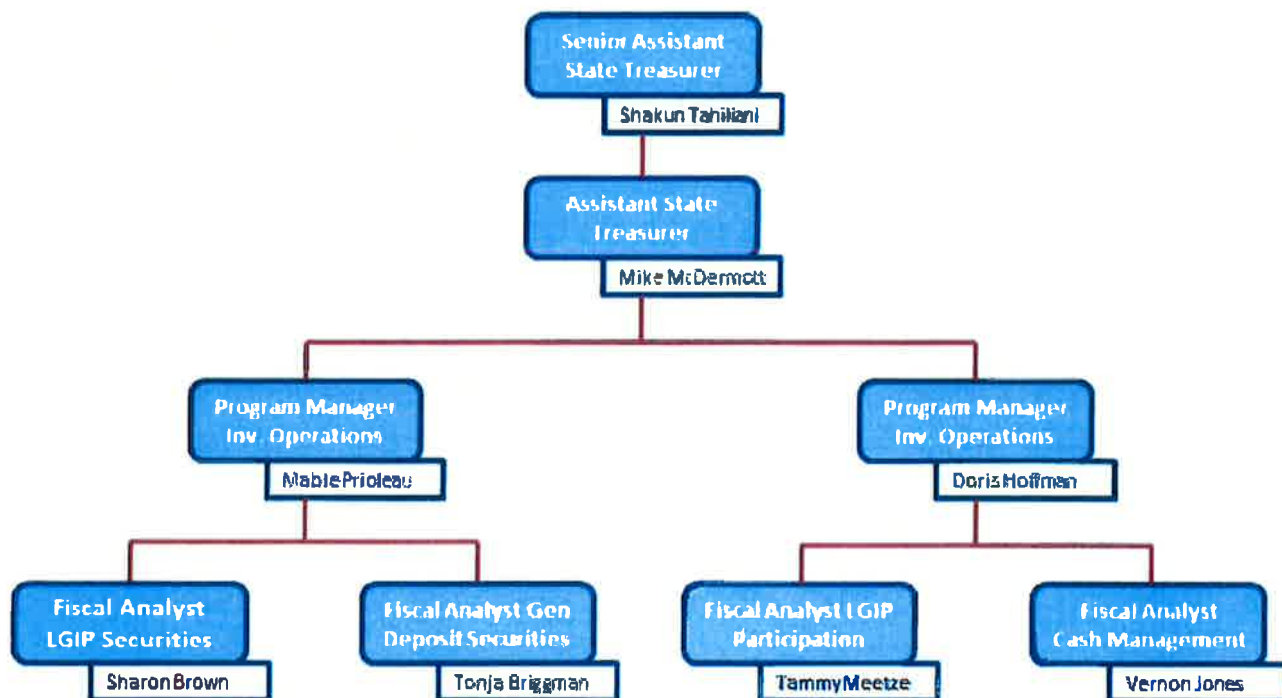 Senior Assistant
State Treasurer
Shakun Tahiliani
Assistant State
Treasurer
Mike McDermott
Program Manager
Inv. Operations
Mable Prioleau
Program Manager
Inv. Operations
Doris Hoffman
Fiscal Analyst
LGIP Securities
Sharon Brown
Fiscal Analyst Gen
Deposit Securities
Tonja Briggman
Fiscal Analyst LGIP
Participation
Tammy Meetze
Fiscal Analyst
Cash Management
Vernon Jones